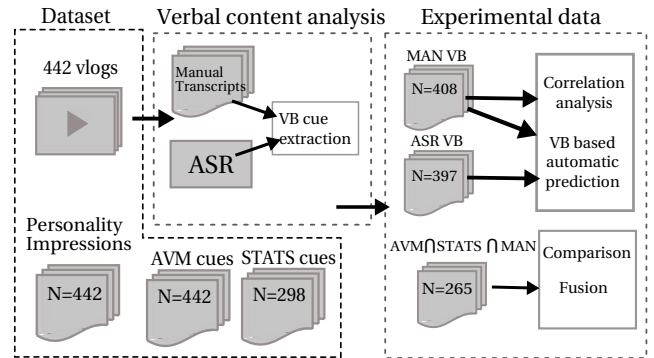 Dataset
442 vlogs
Personality
Impressions
N=442
AVM cues
N=442
STATS cues
N=298
Verbal content analysis
Manual
Transcripts
ASR
VB cue
extraction
Experimental data
MAN VB
N=408
ASR VB
N=397
Correlation
analysis
VB based
automatic
prediction
AVM⋂STATS ⋂ MAN
N=265
Comparison
Fusion